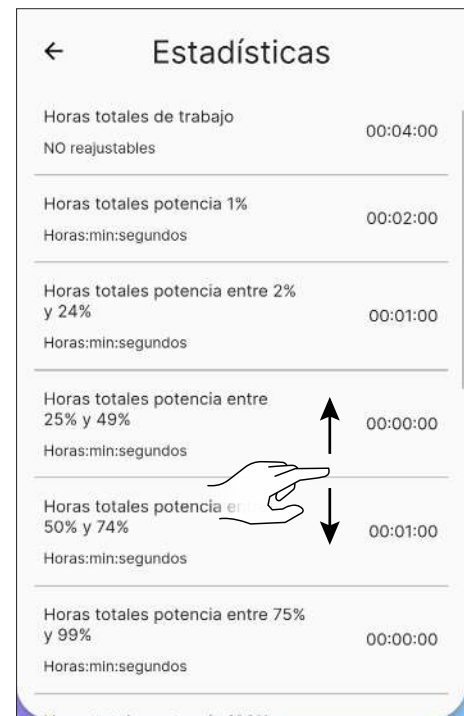 Estadísticas
Horas totales de trabajo
NO reajustables
00:04:00
Horas totales potencia 1%
Horas:min:segundos
00:02:00
Horas totales potencia entre 2%
y 24%
Horas:min:segundos
00:01:00
Horas totales potencia entre
25% y 49%
Horas:min:segundos
00:00:00
Horas totales potencia
50% y 74%
Horas:min:segundos
00:01:00
Horas totales potencia entre 75%
y 99%
Horas:min:segundos
00:00:00